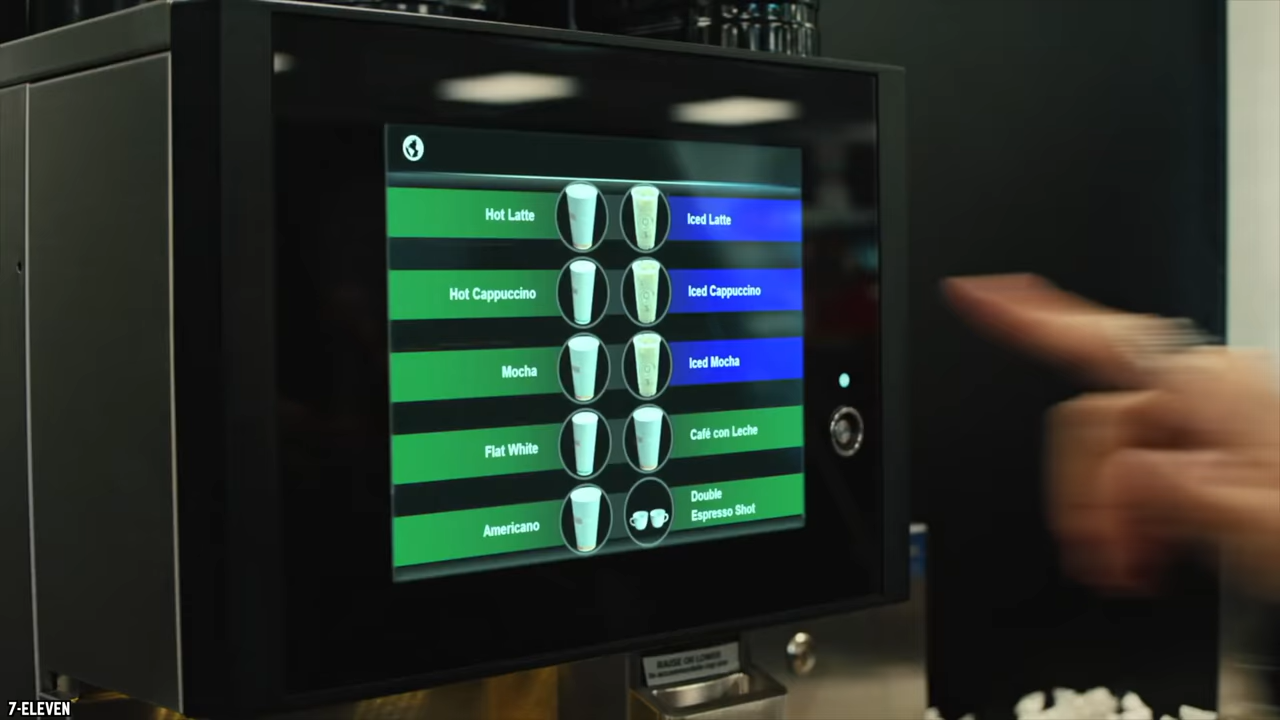 Hot Latte
Iced Latte
Hot Cappuccino
Iced Cappuccino
Mocha
Iced Mocha
Flat White
Café con Leche
Americano
Double
Espresso Shot
RAISE OR LOWER
7-ELEVEN